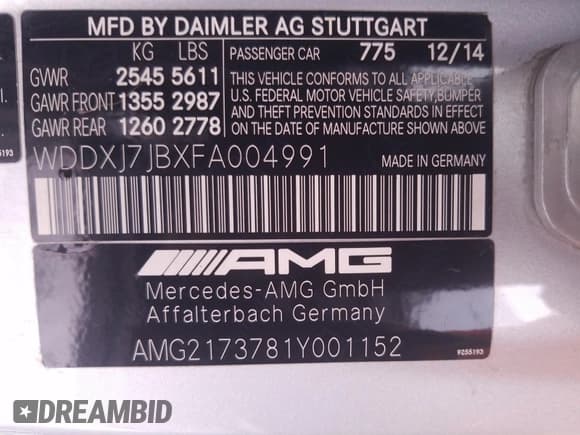 MFD BY DAIMLER AG STUTTGART
KG LBS
GVWR 2545 5611
GAWR FRONT 1355 2987
GAWR REAR 1260 2778
PASSENGER CAR 775 12/14
THIS VEHICLE CONFORMS TO ALL APPLICABLE
U.S. FEDERAL MOTOR VEHICLE SAFETY, BUMPER
AND THEFT PREVENTION STANDARDS IN EFFECT
ON THE DATE OF MANUFACTURE SHOWN ABOVE.
WDDXJ7JBXFA004991 MADE IN GERMANY
AMG
Mercedes-AMG GmbH
Affalterbach Germany
AMG2173781Y001152
9255193
DREAMBID